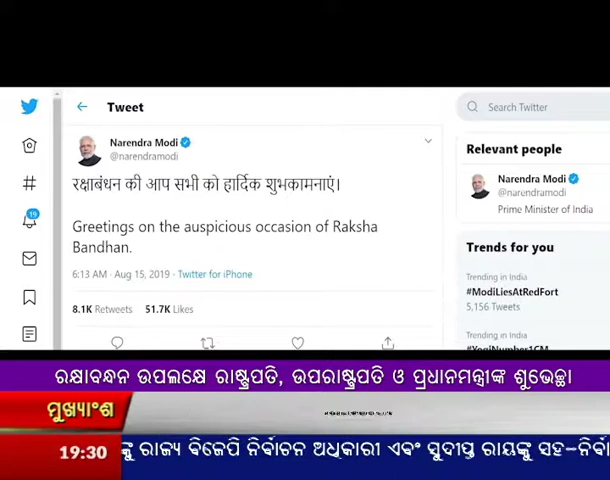 Tweet
Search Twitter
Narendra Modi
@narendramodi
रक्षाबंधन की आप सभी को हार्दिक शुभकामनाएं।
Greetings on the auspicious occasion of Raksha
Bandhan.
6:13 AM · Aug 15, 2019 · Twitter for iPhone
8.1K Retweets 51.7K Likes
Relevant people
Narendra Modi
@narendramodi
Prime Minister of India
Trends for you
Trending in India
#ModiLiesAtRedFort
5,156 Tweets
Trending in India
#YogiNumber1CM
19
ରକ୍ଷାବନ୍ଧନ ଉପଲକ୍ଷେ ରାଷ୍ଟ୍ରପତି, ଉପରାଷ୍ଟ୍ରପତି ଓ ପ୍ରଧାନମନ୍ତ୍ରୀଙ୍କ ଶୁଭେଚ୍ଛା
ମୁଖ୍ୟାଂଶ
19:30
ଙ୍କୁ ରାଜ୍ୟ ବିଜେପି ନିର୍ବାଚନ ଅଧିକାରୀ ଏବଂ ସୁଦୀପ୍ତ ରାୟଙ୍କୁ ସହ-ନିର୍ବା